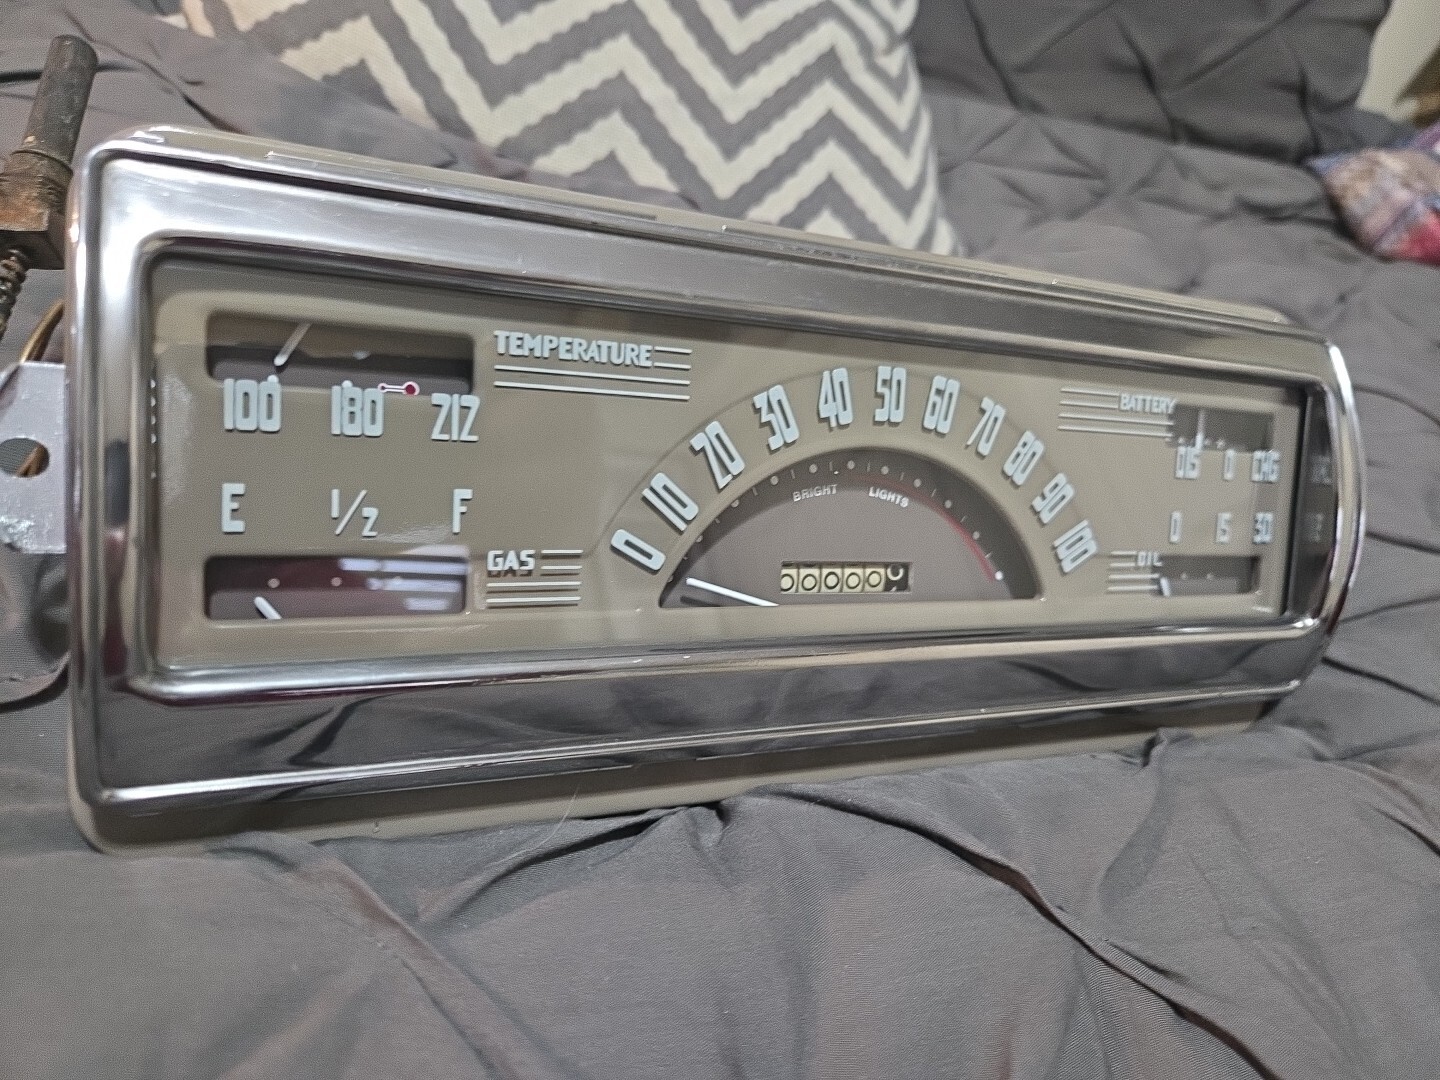 TEMPERATURE
100 180 212
E 1/2 F
GAS
0 10 20 30 40 50 60 70 80 90 100
BRIGHT LIGHTS
00000
BATTERY
DIS 0 CHG
0 15 30
OIL